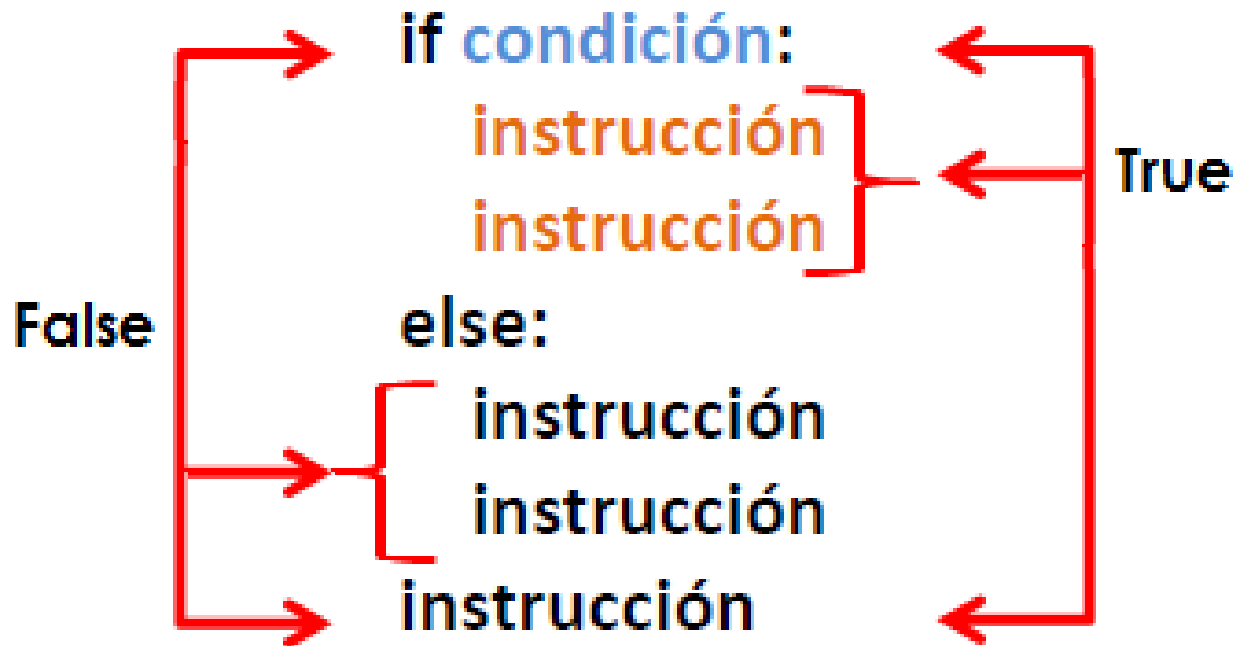 if condición:
instrucción
instrucción
True
False
else:
instrucción
instrucción
instrucción